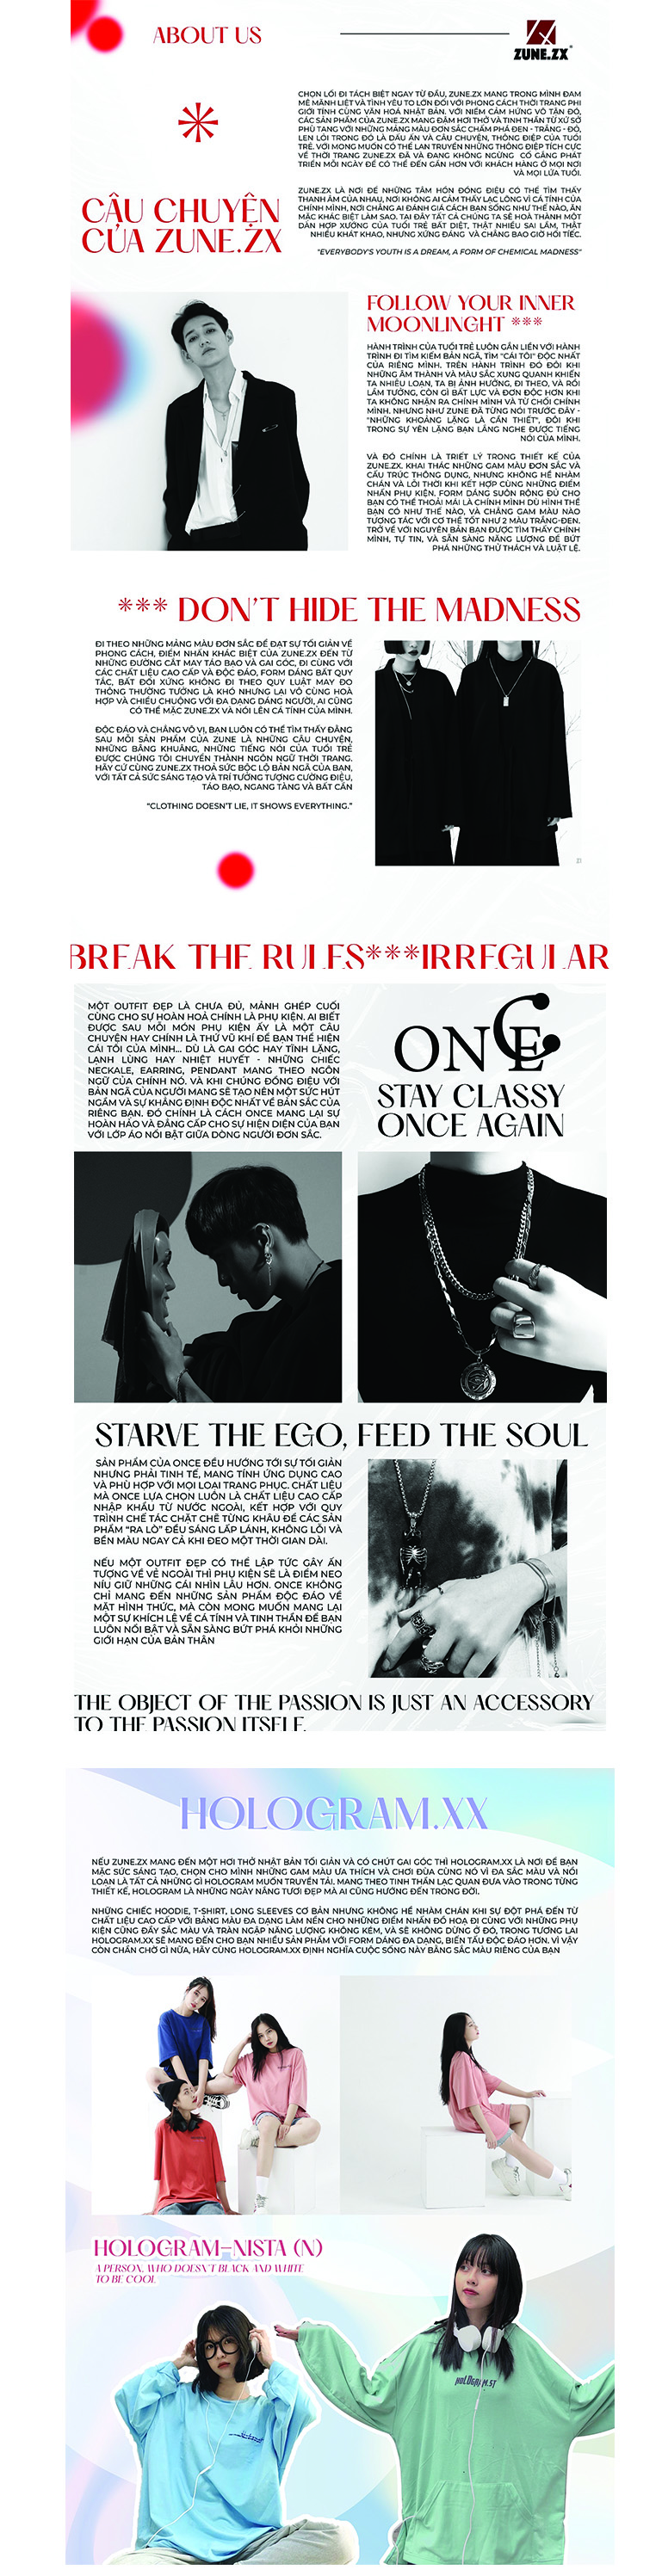 ABOUT US
ZUNE.ZX
CHỌN LỐI ĐI TÁCH BIỆT NGAY TỪ ĐẦU, ZUNE.ZX MANG TRONG MÌNH ĐAM
MÊ MÃNH LIỆT VÀ TÌNH YÊU TO LỚN ĐỐI VỚI PHONG CÁCH THỜI TRANG PHI
GIỚI TÍNH CÙNG VĂN HOÁ NHẬT BẢN. VỚI NIỀM CẢM HỨNG VÔ TẬN ĐÓ,
CÁC SẢN PHẨM CỦA ZUNE.ZX MANG ĐẬM HƠI THỞ VÀ TINH THẦN TỪ XỨ SỞ
PHÙ TANG VỚI NHỮNG MẢNG MÀU ĐƠN SẮC CHẤM PHÁ ĐEN - TRẮNG - ĐỎ,
LEN LỎI TRONG ĐÓ LÀ DẤU ẤN VÀ CÂU CHUYỆN, THÔNG ĐIỆP CỦA TUỔI
TRẺ. VỚI MONG MUỐN CÓ THỂ LAN TRUYỀN NHỮNG THÔNG ĐIỆP TÍCH CỰC
VỀ THỜI TRANG ZUNE.ZX ĐÃ VÀ ĐANG KHÔNG NGỪNG CỐ GẮNG PHÁT
TRIỂN MỖI NGÀY ĐỂ CÓ THỂ ĐẾN GẦN HƠN VỚI KHÁCH HÀNG Ở MỌI NƠI
VÀ MỌI LỨA TUỔI.
CÂU CHUYỆN
CỦA ZUNE.ZX
ZUNE.ZX LÀ NƠI ĐỂ NHỮNG TÂM HỒN ĐỒNG ĐIỆU CÓ THỂ TÌM THẤY
THANH ÂM CỦA NHAU, NƠI KHÔNG AI CẢM THẤY LẠC LÕNG VÌ CÁ TÍNH CỦA
CHÍNH MÌNH, NƠI CHẲNG AI ĐÁNH GIÁ CÁCH BẠN SỐNG NHƯ THẾ NÀO, ĂN
MẶC KHÁC BIỆT LÀM SAO. TẠI ĐÂY TẤT CẢ CHÚNG TA SẼ HOÀ THÀNH MỘT
DÀN HỢP XƯỚNG CỦA TUỔI TRẺ BẤT DIỆT, THẬT NHIỀU SAI LẦM, THẬT
NHIỀU KHÁT KHAO, NHƯNG XỨNG ĐÁNG VÀ CHẲNG BAO GIỜ HỐI TIẾC.
"EVERYBODY'S YOUTH IS A DREAM, A FORM OF CHEMICAL MADNESS"
FOLLOW YOUR INNER
MOONLINGHT ***
HÀNH TRÌNH CỦA TUỔI TRẺ LUÔN GẮN LIỀN VỚI HÀNH
TRÌNH ĐI TÌM KIẾM BẢN NGÃ, TÌM "CÁI TÔI" ĐỘC NHẤT
CỦA RIÊNG MÌNH. TRÊN HÀNH TRÌNH ĐÓ ĐÔI KHI
NHỮNG ÂM THÀNH VÀ MÀU SẮC XUNG QUANH KHIẾN
TA NHIỄU LOẠN, TA BỊ ẢNH HƯỞNG, ĐI THEO, VÀ RỒI
LẦM TƯỞNG, CÒN GÌ BẤT LỰC VÀ ĐƠN ĐỘC HƠN KHI
TA KHÔNG NHẬN RA CHÍNH MÌNH VÀ TỪ CHỐI CHÍNH
MÌNH. NHƯNG NHƯ ZUNE ĐÃ TỪNG NÓI TRƯỚC ĐÂY -
"NHỮNG KHOẢNG LẶNG LÀ CẦN THIẾT", ĐÔI KHI
TRONG SỰ YÊN LẶNG BẠN LẮNG NGHE ĐƯỢC TIẾNG
NÓI CỦA MÌNH.
VÀ ĐÓ CHÍNH LÀ TRIẾT LÝ TRONG THIẾT KẾ CỦA
ZUNE.ZX. KHAI THÁC NHỮNG GAM MÀU ĐƠN SẮC VÀ
CẤU TRÚC THÔNG DỤNG, NHƯNG KHÔNG HỀ NHÀM
CHÁN VÀ LỖI THỜI KHI KẾT HỢP CÙNG NHỮNG ĐIỂM
NHẤN PHỤ KIỆN. FORM DÁNG SUÔN RỘNG ĐỦ CHO
BẠN CÓ THỂ THOẢI MÁI LÀ CHÍNH MÌNH DÙ HÌNH THỂ
BẠN CÓ NHƯ THẾ NÀO, VÀ CHẲNG GAM MÀU NÀO
TƯƠNG TÁC VỚI CƠ THỂ TỐT NHƯ 2 MÀU TRẮNG-ĐEN.
TRỞ VỀ VỚI NGUYÊN BẢN BẠN ĐƯỢC TÌM THẤY CHÍNH
MÌNH, TỰ TIN, VÀ SẴN SÀNG NĂNG LƯỢNG ĐỂ BỨT
PHÁ NHỮNG THỬ THÁCH VÀ LUẬT LỆ.
*** DON'T HIDE THE MADNESS
ĐI THEO NHỮNG MẢNG MÀU ĐƠN SẮC ĐỂ ĐẠT SỰ TỐI GIẢN VỀ
PHONG CÁCH, ĐIỂM NHẤN KHÁC BIỆT CỦA ZUNE.ZX ĐẾN TỪ
NHỮNG ĐƯỜNG CẮT MAY TÁO BẠO VÀ GAI GÓC, ĐI CÙNG VỚI
CÁC CHẤT LIỆU CAO CẤP VÀ ĐỘC ĐÁO, FORM DÁNG BẤT QUY
TẮC, BẤT ĐỐI XỨNG KHÔNG ĐI THEO QUY LUẬT MAY ĐO
THÔNG THƯỜNG TƯỞNG LÀ KHÓ NHƯNG LẠI VÔ CÙNG HOÀ
HỢP VÀ CHIỀU CHUỘNG VỚI ĐA DẠNG DÁNG NGƯỜI, AI CŨNG
CÓ THỂ MẶC ZUNE.ZX VÀ NÓI LÊN CÁ TÍNH CỦA MÌNH.
ĐỘC ĐÁO VÀ CHẲNG VÔ VỊ, BẠN LUÔN CÓ THỂ TÌM THẤY ĐẰNG
SAU MỖI SẢN PHẨM CỦA ZUNE LÀ NHỮNG CÂU CHUYỆN,
NHỮNG BÂNG KHUÂNG, NHỮNG TIẾNG NÓI CỦA TUỔI TRẺ
ĐƯỢC CHÚNG TÔI CHUYỂN THÀNH NGÔN NGỮ THỜI TRANG.
HÃY CỨ CÙNG ZUNE.ZX THOẢ SỨC BỘC LỘ BẢN NGÃ CỦA BẠN,
VỚI TẤT CẢ SỨC SÁNG TẠO VÀ TRÍ TƯỞNG TƯỢNG CƯỜNG ĐIỆU,
TÁO BẠO, NGANG TÀNG VÀ BẤT CẦN
"CLOTHING DOESN'T LIE, IT SHOWS EVERYTHING."
BREAK THE RULES***IRREGULAR
MỘT OUTFIT ĐẸP LÀ CHƯA ĐỦ, MẢNH GHÉP CUỐI
CÙNG CHO SỰ HOÀN HOẢ CHÍNH LÀ PHỤ KIỆN. AI BIẾT
ĐƯỢC SAU MỖI MÓN PHỤ KIỆN ẤY LÀ MỘT CÂU
CHUYỆN HAY CHÍNH LÀ THỨ VŨ KHÍ ĐỂ BẠN THỂ HIỆN
CÁI TÔI CỦA MÌNH... DÙ LÀ GAI GÓC HAY TĨNH LẶNG,
LẠNH LÙNG HAY NHIỆT HUYẾT - NHỮNG CHIẾC
NECKALE, EARRING, PENDANT MANG THEO NGÔN
NGỮ CỦA CHÍNH NÓ. VÀ KHI CHÚNG ĐỒNG ĐIỆU VỚI
BẢN NGÃ CỦA NGƯỜI MANG SẼ TẠO NÊN MỘT SỨC HÚT
NGẦM VÀ SỰ KHẲNG ĐỊNH ĐỘC NHẤT VỀ BẢN SẮC CỦA
RIÊNG BẠN. ĐÓ CHÍNH LÀ CÁCH ONCE MANG LẠI SỰ
HOÀN HẢO VÀ ĐẲNG CẤP CHO SỰ HIỆN DIỆN CỦA BẠN
VỚI LỚP ÁO NỔI BẬT GIỮA DÒNG NGƯỜI ĐƠN SẮC.
ONCE
STAY CLASSY
ONCE AGAIN
STARVE THE EGO, FEED THE SOUL
SẢN PHẨM CỦA ONCE ĐỀU HƯỚNG TỚI SỰ TỐI GIẢN
NHƯNG PHẢI TINH TẾ, MANG TÍNH ỨNG DỤNG CAO
VÀ PHÙ HỢP VỚI MỌI LOẠI TRANG PHỤC. CHẤT LIỆU
MÀ ONCE LỰA CHỌN LUÔN LÀ CHẤT LIỆU CAO CẤP
NHẬP KHẨU TỪ NƯỚC NGOÀI, KẾT HỢP VỚI QUY
TRÌNH CHẾ TÁC CHẶT CHẼ TỪNG KHÂU ĐỂ CÁC SẢN
PHẨM "RA LÒ" ĐỀU SÁNG LẤP LÁNH, KHÔNG LỖI VÀ
BỀN MÀU NGAY CẢ KHI ĐEO MỘT THỜI GIAN DÀI.
NẾU MỘT OUTFIT ĐẸP CÓ THỂ LẬP TỨC GÂY ẤN
TƯỢNG VỀ VẺ NGOÀI THÌ PHỤ KIỆN SẼ LÀ ĐIỂM NEO
NÍU GIỮ NHỮNG CÁI NHÌN LÂU HƠN. ONCE KHÔNG
CHỈ MANG ĐẾN NHỮNG SẢN PHẨM ĐỘC ĐÁO VỀ
MẶT HÌNH THỨC, MÀ CÒN MONG MUỐN MANG LẠI
MỘT SỰ KHÍCH LỆ VỀ CÁ TÍNH VÀ TINH THẦN ĐỂ BẠN
LUÔN NỔI BẬT VÀ SẴN SÀNG BỨT PHÁ KHỎI NHỮNG
GIỚI HẠN CỦA BẢN THÂN
THE OBJECT OF THE PASSION IS JUST AN ACCESSORY
TO THE PASSION ITSELF.
HOLOGRAM.XX
NẾU ZUNE.ZX MANG ĐẾN MỘT HƠI THỞ NHẬT BẢN TỐI GIẢN VÀ CÓ CHÚT GAI GÓC THÌ HOLOGRAM.XX LÀ NƠI ĐỂ BẠN
MẶC SỨC SÁNG TẠO, CHỌN CHO MÌNH NHỮNG GAM MÀU ƯA THÍCH VÀ CHƠI ĐÙA CÙNG NÓ VÌ ĐA SẮC MÀU VÀ NỔI
LOẠN LÀ TẤT CẢ NHỮNG GÌ HOLOGRAM MUỐN TRUYỀN TẢI. MANG THEO TINH THẦN LẠC QUAN ĐƯA VÀO TRONG TỪNG
THIẾT KẾ, HOLOGRAM LÀ NHỮNG NGÀY NẮNG TƯƠI ĐẸP MÀ AI CŨNG HƯỚNG ĐẾN TRONG ĐỜI.
NHỮNG CHIẾC HOODIE, T-SHIRT, LONG SLEEVES CƠ BẢN NHƯNG KHÔNG HỀ NHÀM CHÁN KHI SỰ ĐỘT PHÁ ĐẾN TỪ
CHẤT LIỆU CAO CẤP VỚI BẢNG MÀU ĐA DẠNG LÀM NỀN CHO NHỮNG ĐIỂM NHẤN ĐỒ HOẠ ĐI CÙNG VỚI NHỮNG PHỤ
KIỆN CŨNG ĐẦY SẮC MÀU VÀ TRÀN NGẬP NĂNG LƯỢNG KHÔNG KÉM, VÀ SẼ KHÔNG DỪNG Ở ĐÓ, TRONG TƯƠNG LAI
HOLOGRAM.XX SẼ MANG ĐẾN CHO BẠN NHIỀU SẢN PHẨM VỚI FORM DÁNG ĐA DẠNG, BIẾN TẤU ĐỘC ĐÁO HƠN. VÌ VẬY
CÒN CHẦN CHỜ GÌ NỮA, HÃY CÙNG HOLOGRAM.XX ĐỊNH NGHĨA CUỘC SỐNG NÀY BẰNG SẮC MÀU RIÊNG CỦA BẠN
HOLOGRAM-NISTA (N)
A PERSON, WHO DOESN'T BLACK AND WHITE
TO BE COOL
HOLOGRAM.ST